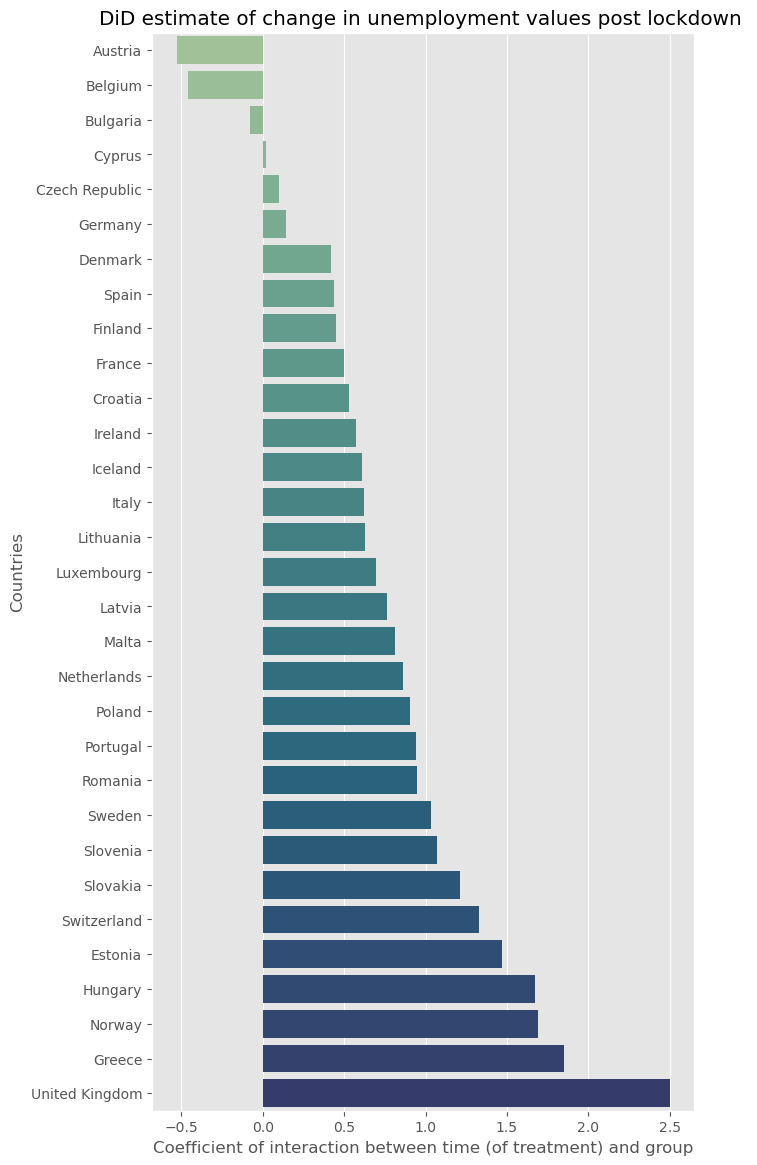 DiD estimate of change in unemployment values post lockdown
Austria
Belgium
Bulgaria
Cyprus
Czech Republic
Germany
Denmark
Spain
Finland
France
Croatia
Ireland
Iceland
Italy
Lithuania
Luxembourg
Latvia
Malta
Netherlands
Poland
Portugal
Romania
Sweden
Slovenia
Slovakia
Switzerland
Estonia
Hungary
Norway
Greece
United Kingdom
Countries
−0.5 0.0 0.5 1.0 1.5 2.0 2.5
Coefficient of interaction between time (of treatment) and group